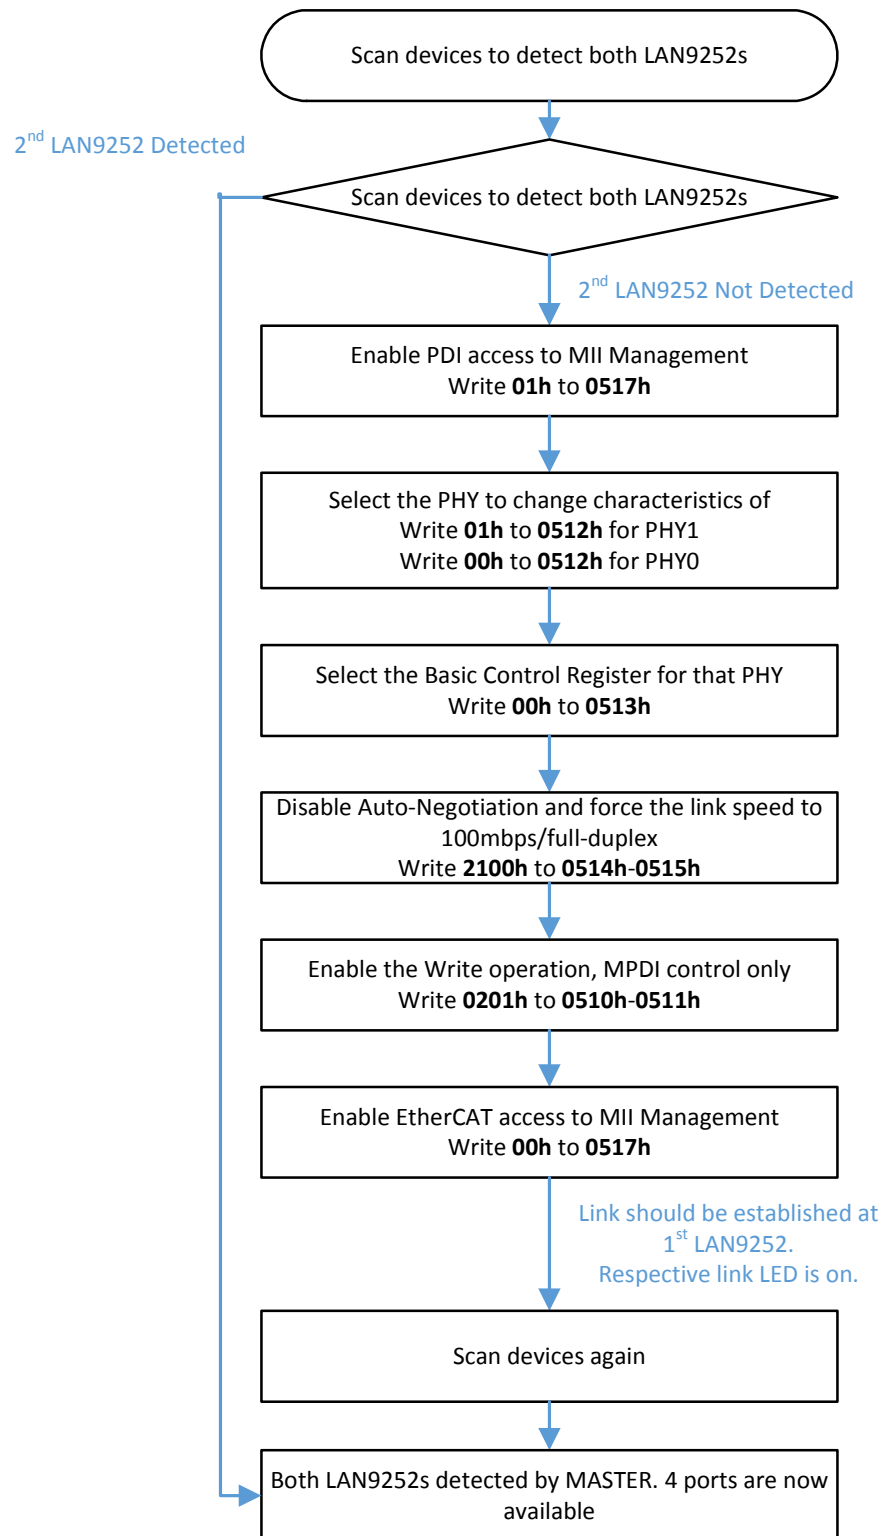 Scan devices to detect both LAN9252s
2nd LAN9252 Detected
Scan devices to detect both LAN9252s
2nd LAN9252 Not Detected
Enable PDI access to MII Management
Write 01h to 0517h
Select the PHY to change characteristics of
Write 01h to 0512h for PHY1
Write 00h to 0512h for PHY0
Select the Basic Control Register for that PHY
Write 00h to 0513h
Disable Auto-Negotiation and force the link speed to
100mbps/full-duplex
Write 2100h to 0514h-0515h
Enable the Write operation, MPDI control only
Write 0201h to 0510h-0511h
Enable EtherCAT access to MII Management
Write 00h to 0517h
Link should be established at
1st LAN9252.
Respective link LED is on.
Scan devices again
Both LAN9252s detected by MASTER. 4 ports are now
available